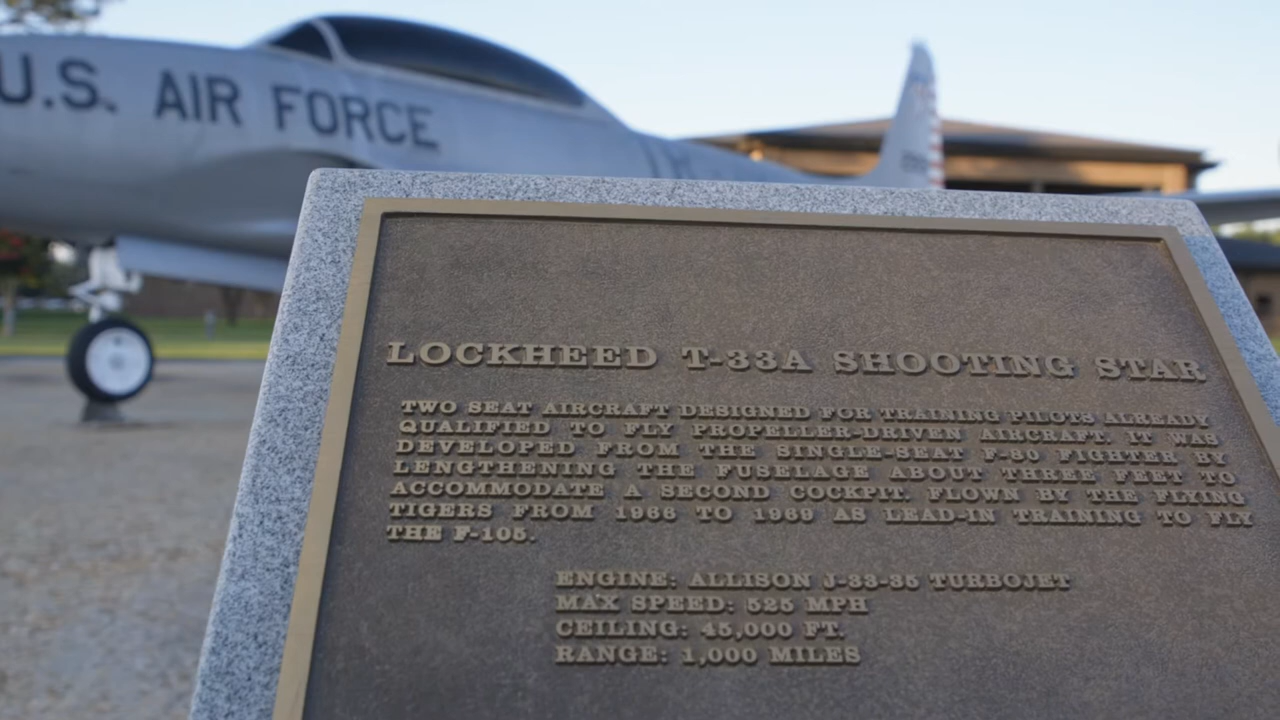 U.S. AIR FORCE
LOCKHEED T-33A SHOOTING STAR
TWO SEAT AIRCRAFT DESIGNED FOR TRAINING PILOTS ALREADY
QUALIFIED TO FLY PROPELLER-DRIVEN AIRCRAFT. IT WAS
DEVELOPED FROM THE SINGLE-SEAT F-80 FIGHTER BY
LENGTHENING THE FUSELAGE ABOUT THREE FEET TO
ACCOMMODATE A SECOND COCKPIT. FLOWN BY THE FLYING
TIGERS FROM 1966 TO 1969 AS LEAD-IN TRAINING TO FLY
THE F-105.
ENGINE: ALLISON J-33-35 TURBOJET
MAX SPEED: 525 MPH
CEILING: 45,000 FT.
RANGE: 1,000 MILES